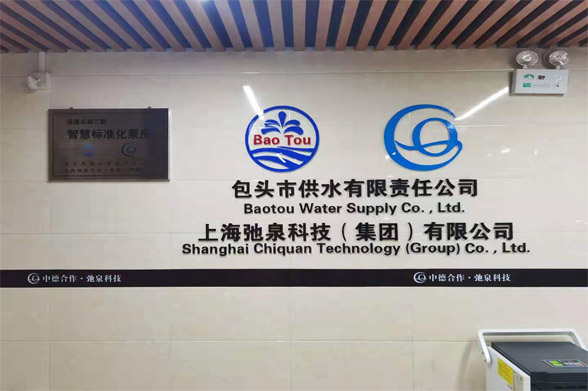 智慧标准化泵房
Bao Tou
包头市供水有限责任公司
Baotou Water Supply Co. , Ltd.
上海弛泉科技（集团）有限公司
Shanghai Chiquan Technology (Group) Co. , Ltd.
中德合作·弛泉科技
中德合作·弛泉科技